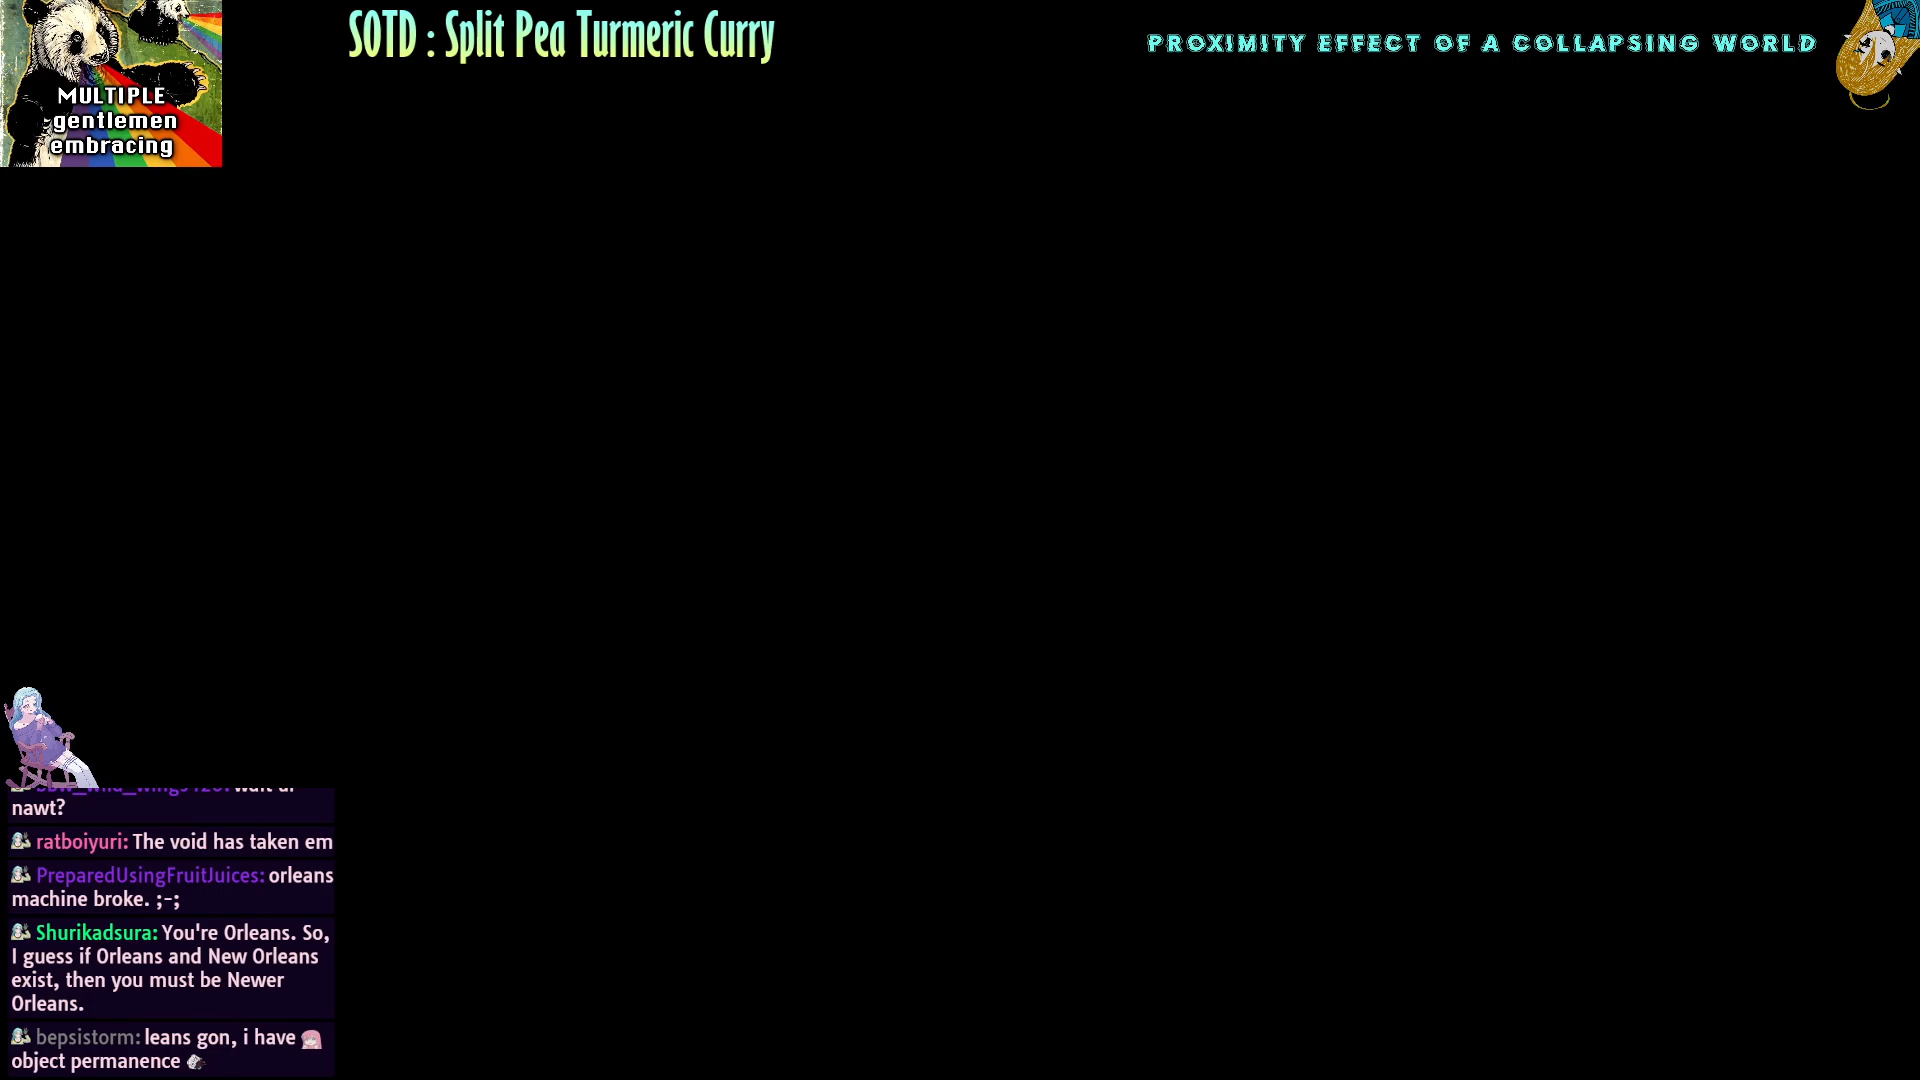 SOTD : Split Pea Turmeric Curry
PROXIMITY EFFECT OF A COLLAPSING WORLD
MULTIPLE
gentlemen
embracing
nawt?
ratboiyuri: The void has taken em
PreparedUsingFruitJuices: orleans
machine broke. ;-;
Shurikadsura: You're Orleans. So,
I guess if Orleans and New Orleans
exist, then you must be Newer
Orleans.
bepsistorm: leans gon, i have
object permanence